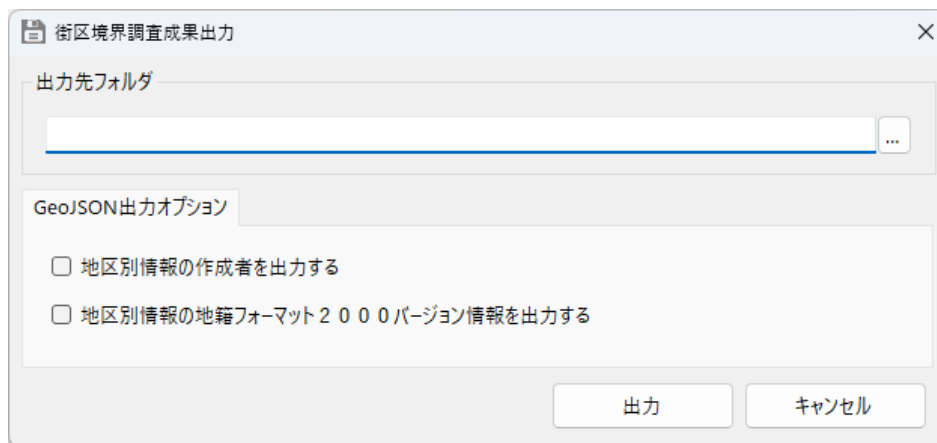 街区境界調査成果出力
出力先フォルダ
...
GeoJSON出力オプション
地区別情報の作成者を出力する
地区別情報の地籍フォーマット２０００バージョン情報を出力する
出力
キャンセル